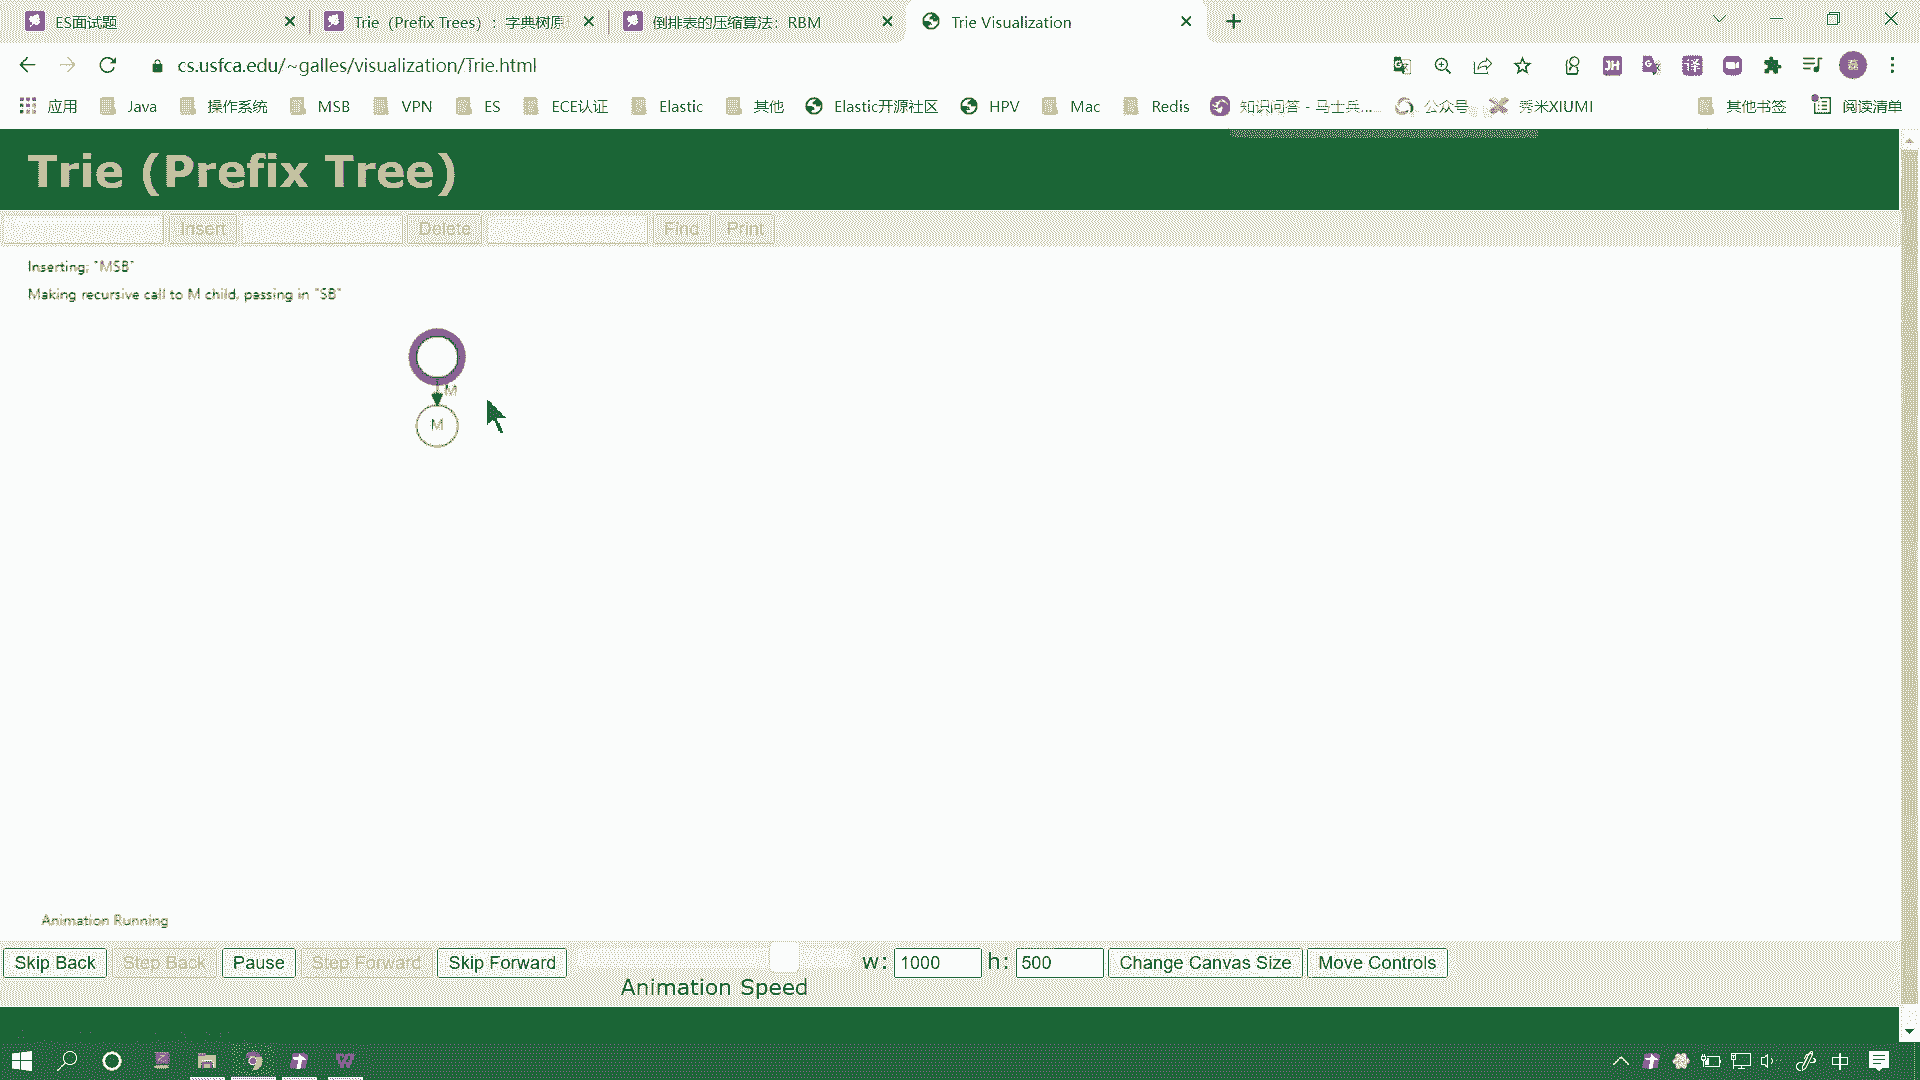 ES面试题
Trie（Prefix Trees）：字典树原
倒排表的压缩算法：RBM
Trie Visualization
cs.usfca.edu/~galles/visualization/Trie.html
应用 Java 操作系统 MSB VPN ES ECE认证 Elastic 其他 Elastic开源社区 HPV Mac Redis 知识问答 - 马士兵... 公众号 秀米XIUMI 其他书签 阅读清单
Trie (Prefix Tree)
Insert Delete Find Print
Inserting; "MSB"
Making recursive call to M child, passing in "SB"
M
M
Animation Running
Skip Back Step Back Pause Step Forward Skip Forward w: 1000 h: 500 Change Canvas Size Move Controls
Animation Speed
中